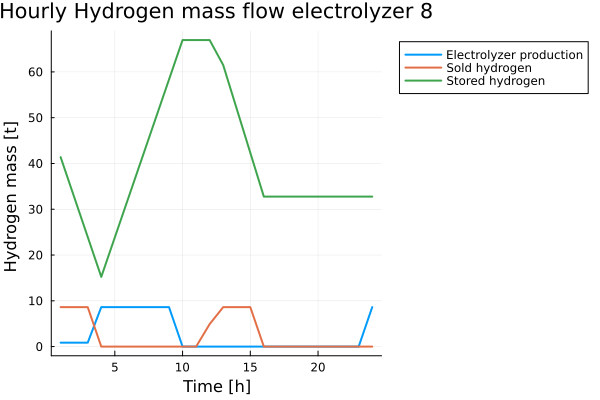 Hourly Hydrogen mass flow electrolyzer 8
Electrolyzer production
Sold hydrogen
Stored hydrogen
Hydrogen mass [t]
60
50
40
30
20
10
0
5
10
15
20
Time [h]